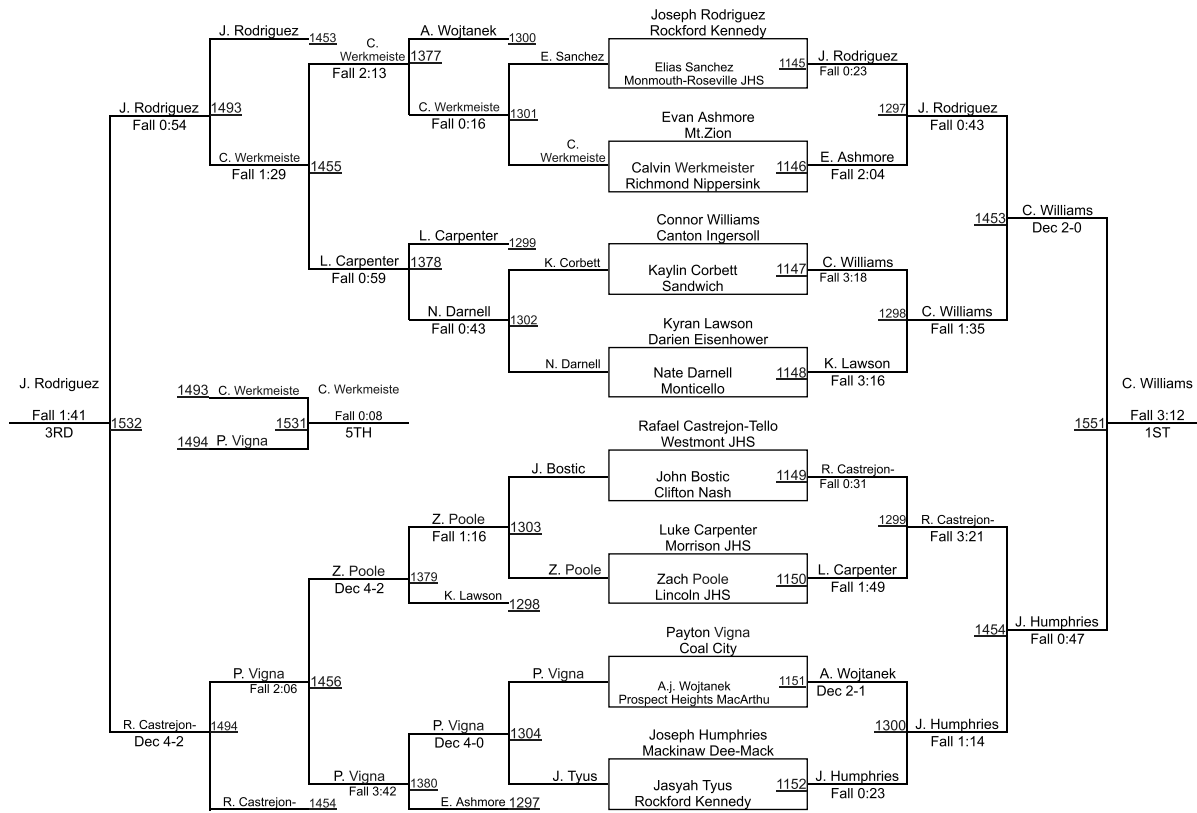 Joseph Rodriguez
Rockford Kennedy
J. Rodriguez
1453
C.
Werkmeiste
Fall 2:13
A. Wojtanek
1300
1377
E. Sanchez
Elias Sanchez
1145
Monmouth-Roseville JHS
J. Rodriguez
Fall 0:23
J. Rodriguez
Fall 0:54
1493
C. Werkmeiste
Fall 0:16
1301
Evan Ashmore
Mt.Zion
1297
J. Rodriguez
Fall 0:43
C. Werkmeiste
Fall 1:29
1455
C.
Werkmeiste
Calvin Werkmeister
1146
Richmond Nippersink
E. Ashmore
Fall 2:04
Connor Williams
Canton Ingersoll
1453
C. Williams
Dec 2-0
L. Carpenter
1299
L. Carpenter
Fall 0:59
1378
K. Corbett
Kaylin Corbett
1147
Sandwich
C. Williams
Fall 3:18
N. Darnell
Fall 0:43
1302
Kyran Lawson
Darien Eisenhower
1298
C. Williams
Fall 1:35
N. Darnell
Nate Darnell
1148
Monticello
K. Lawson
Fall 3:16
J. Rodriguez
Fall 1:41
3RD
1532
1493
C. Werkmeiste
C. Werkmeiste
1531
Fall 0:08
5TH
1494
P. Vigna
C. Williams
1551
Fall 3:12
1ST
Rafael Castrejon-Tello
Westmont JHS
J. Bostic
John Bostic
1149
Clifton Nash
R. Castrejon-
Fall 0:31
Z. Poole
Fall 1:16
1303
Luke Carpenter
Morrison JHS
1299
R. Castrejon-
Fall 3:21
Z. Poole
Dec 4-2
1379
K. Lawson
1298
Z. Poole
Zach Poole
1150
Lincoln JHS
L. Carpenter
Fall 1:49
Payton Vigna
Coal City
1454
J. Humphries
Fall 0:47
P. Vigna
Fall 2:06
1456
P. Vigna
A.j. Wojtanek
1151
Prospect Heights MacArthu
A. Wojtanek
Dec 2-1
R. Castrejon-
Dec 4-2
1494
P. Vigna
Dec 4-0
1304
Joseph Humphries
Mackinaw Dee-Mack
1300
J. Humphries
Fall 1:14
P. Vigna
Fall 3:42
1380
J. Tyus
Jasyah Tyus
1152
Rockford Kennedy
J. Humphries
Fall 0:23
R. Castrejon-
1454
E. Ashmore
1297